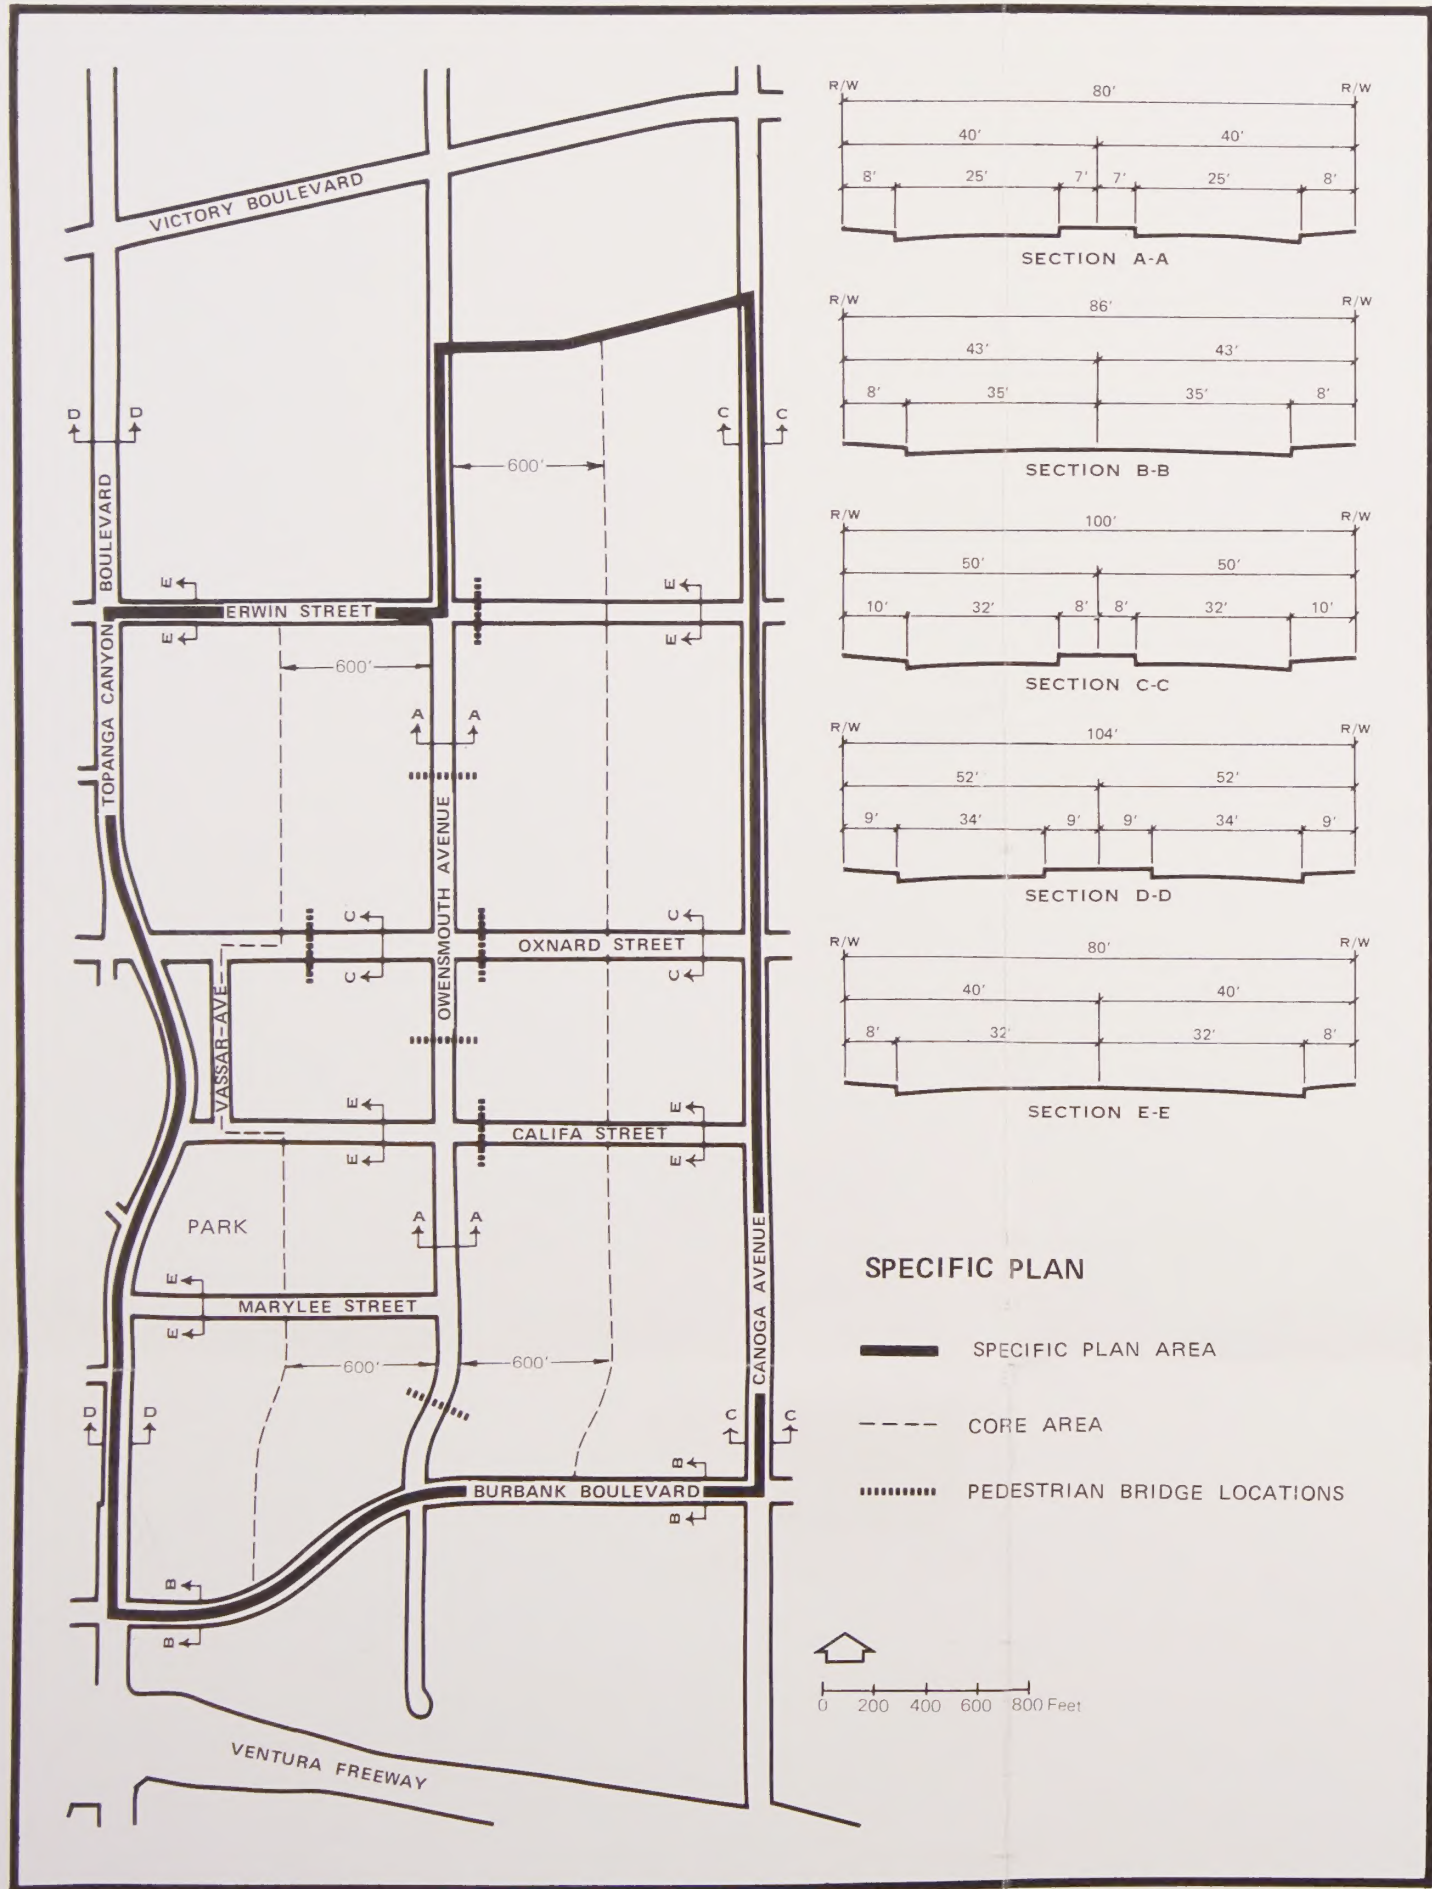 VICTORY BOULEVARD
D D
C C
BOULEVARD
600'
E E
ERWIN STREET
E E
TOPANGA CANYON
600'
A A
OWENSMOUTH AVENUE
C C
OXNARD STREET
C C
VASSAR-AVE
E E
CALIFA STREET
E E
PARK
A A
CANOGA AVENUE
E
MARYLEE STREET
E
600' 600'
D D
C C
B
BURBANK BOULEVARD
B
B
B
VENTURA FREEWAY
R/W R/W
80'
40' 40'
8' 25' 7' 7' 25' 8'
SECTION A-A
R/W R/W
86'
43' 43'
8' 35' 35' 8'
SECTION B-B
R/W R/W
100'
50' 50'
10' 32' 8' 8' 32' 10'
SECTION C-C
R/W R/W
104'
52' 52'
9' 34' 9' 9' 34' 9'
SECTION D-D
R/W R/W
80'
40' 40'
8' 32' 32' 8'
SECTION E-E
SPECIFIC PLAN
SPECIFIC PLAN AREA
CORE AREA
PEDESTRIAN BRIDGE LOCATIONS
0 200 400 600 800 Feet